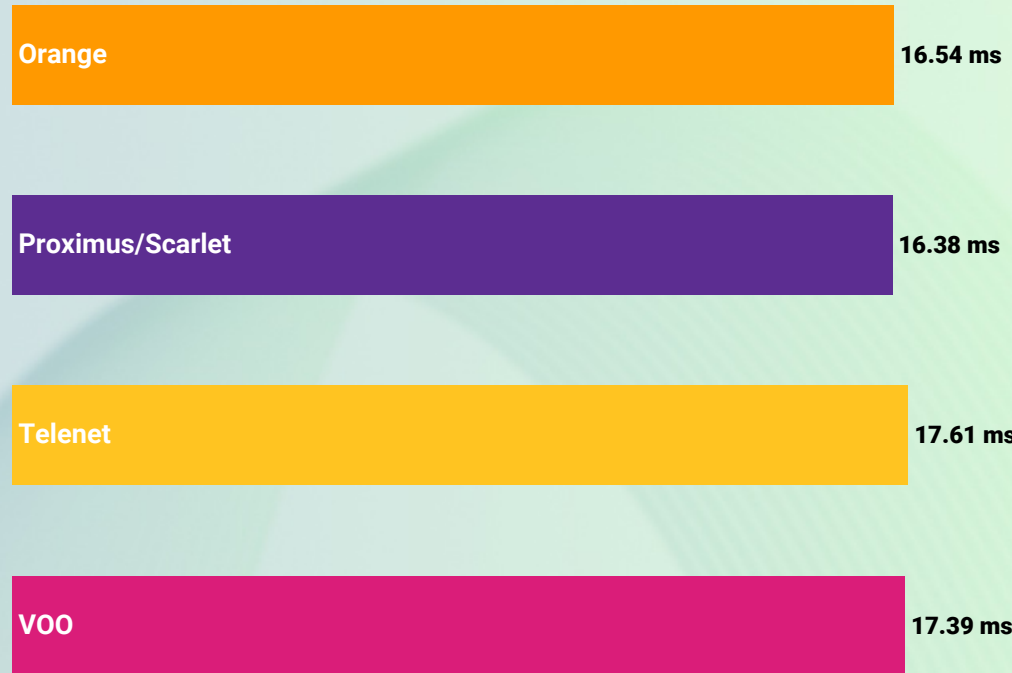 Orange 16.54 ms
Proximus/Scarlet 16.38 ms
Telenet 17.61 ms
VOO 17.39 ms